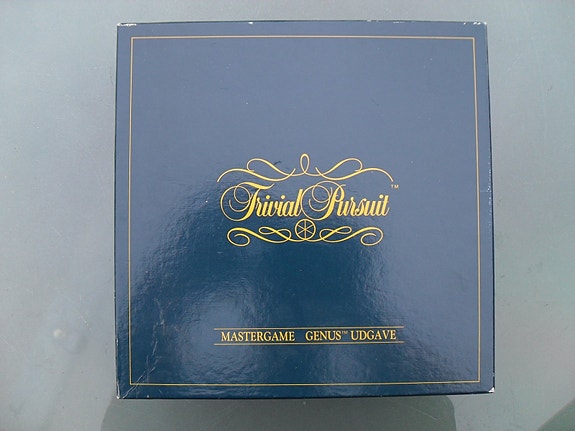 Trivial Pursuit™
MASTERGAME GENUS™ UDGAVE